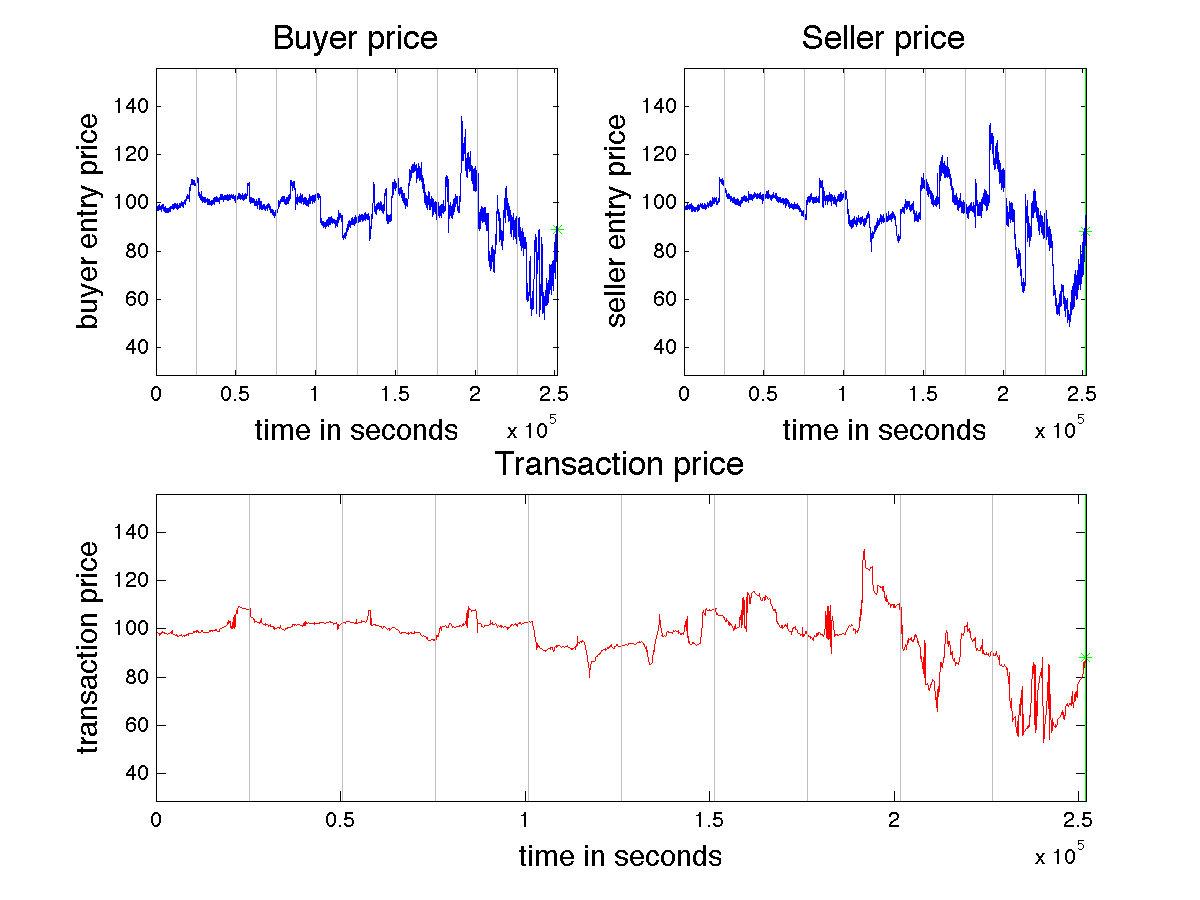 Buyer price
buyer entry price
140
120
100
80
60
40
0 0.5 1 1.5 2 2.5
time in seconds
x 10^5
Seller price
seller entry price
140
120
100
80
60
40
0 0.5 1 1.5 2 2.5
time in seconds
x 10^5
Transaction price
transaction price
140
120
100
80
60
40
0 0.5 1 1.5 2 2.5
time in seconds
x 10^5